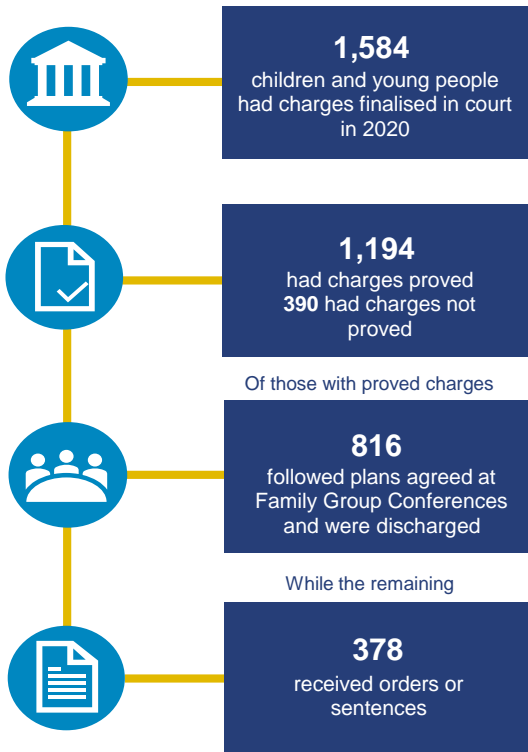 1,584
children and young people
had charges finalised in court
in 2020
1,194
had charges proved
390 had charges not
proved
Of those with proved charges
816
followed plans agreed at
Family Group Conferences
and were discharged
While the remaining
378
received orders or
sentences